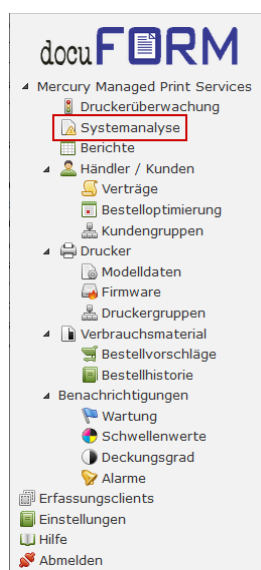 docuFORM
Mercury Managed Print Services
Druckerüberwachung
Systemanalyse
Berichte
Händler / Kunden
Verträge
Bestelloptimierung
Kundengruppen
Drucker
Modelldaten
Firmware
Druckergruppen
Verbrauchsmaterial
Bestellvorschläge
Bestellhistorie
Benachrichtigungen
Wartung
Schwellenwerte
Deckungsgrad
Alarme
Erfassungsclients
Einstellungen
Hilfe
Abmelden